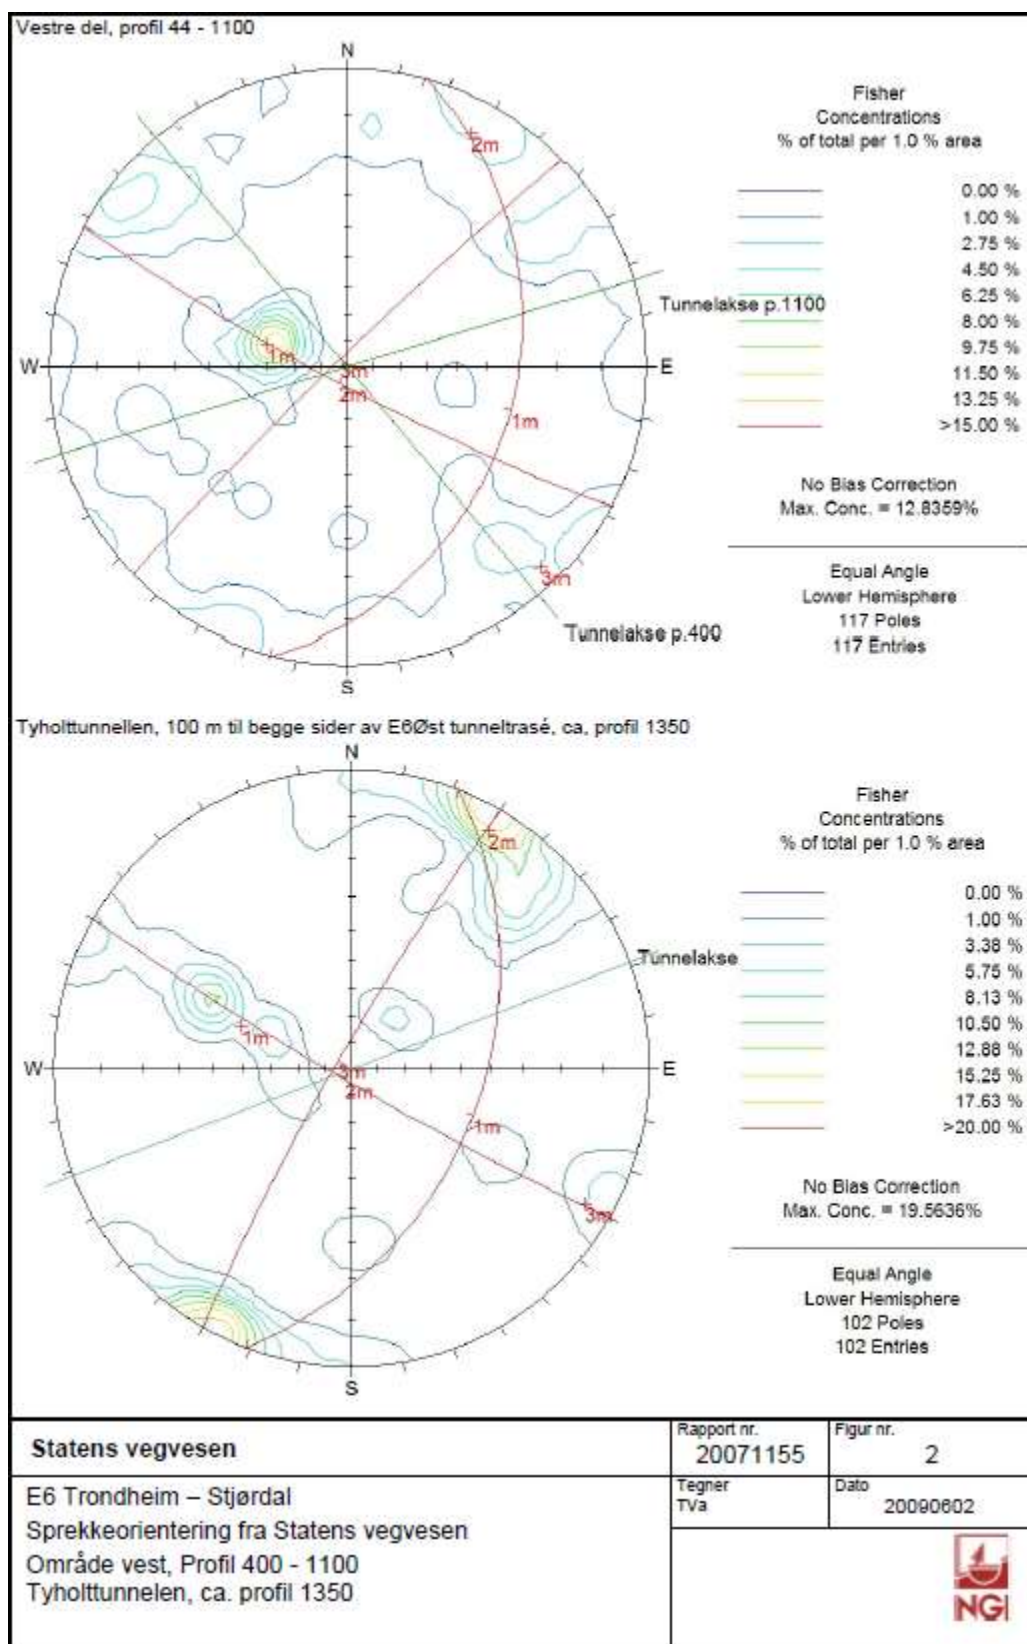 Vestre del, profil 44 - 1100
N
Fisher
Concentrations
% of total per 1.0 % area
0.00 %
1.00 %
2.75 %
4.50 %
6.25 %
8.00 %
9.75 %
11.50 %
13.25 %
>15.00 %
No Bias Correction
Max. Conc. = 12.8359%
Equal Angle
Lower Hemisphere
117 Poles
117 Entries
2m
Tunnelakse p.1100
1m
W
E
3m
2m
1m
3m
Tunnelakse p.400
S
Tyholttunnellen, 100 m til begge sider av E6Øst tunneltrasé, ca, profil 1350
N
Fisher
Concentrations
% of total per 1.0 % area
0.00 %
1.00 %
3.38 %
5.75 %
8.13 %
10.50 %
12.88 %
15.25 %
17.63 %
>20.00 %
No Bias Correction
Max. Conc. = 19.5636%
Equal Angle
Lower Hemisphere
102 Poles
102 Entries
2m
Tunnelakse
1m
W
E
3m
2m
1m
3m
S
Statens vegvesen
Rapport nr.
20071155
Figur nr.
2
E6 Trondheim – Stjørdal
Sprekkeorientering fra Statens vegvesen
Område vest, Profil 400 - 1100
Tyholttunnelen, ca. profil 1350
Tegner
TVa
Dato
20090602
NGI